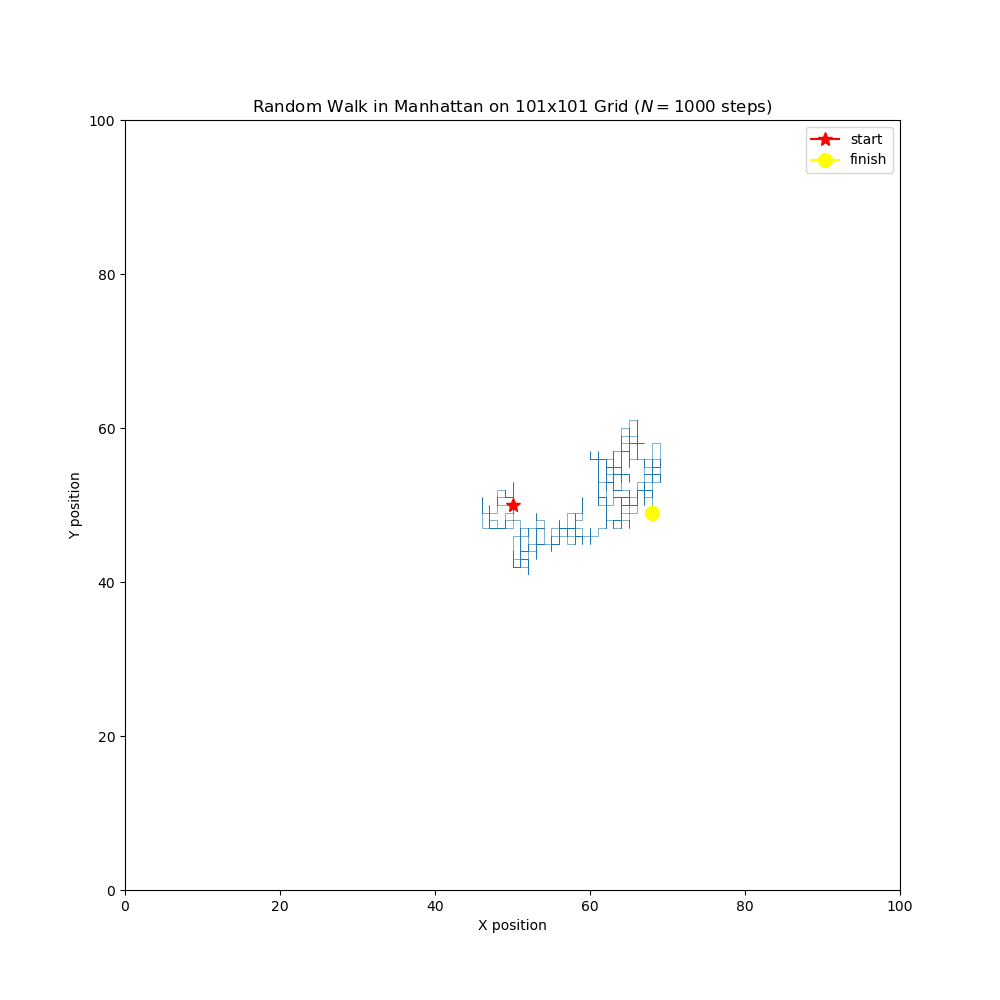 Random Walk in Manhattan on 101x101 Grid (N = 1000 steps)
start
finish
100
80
60
40
20
0
Y position
0 20 40 60 80 100
X position